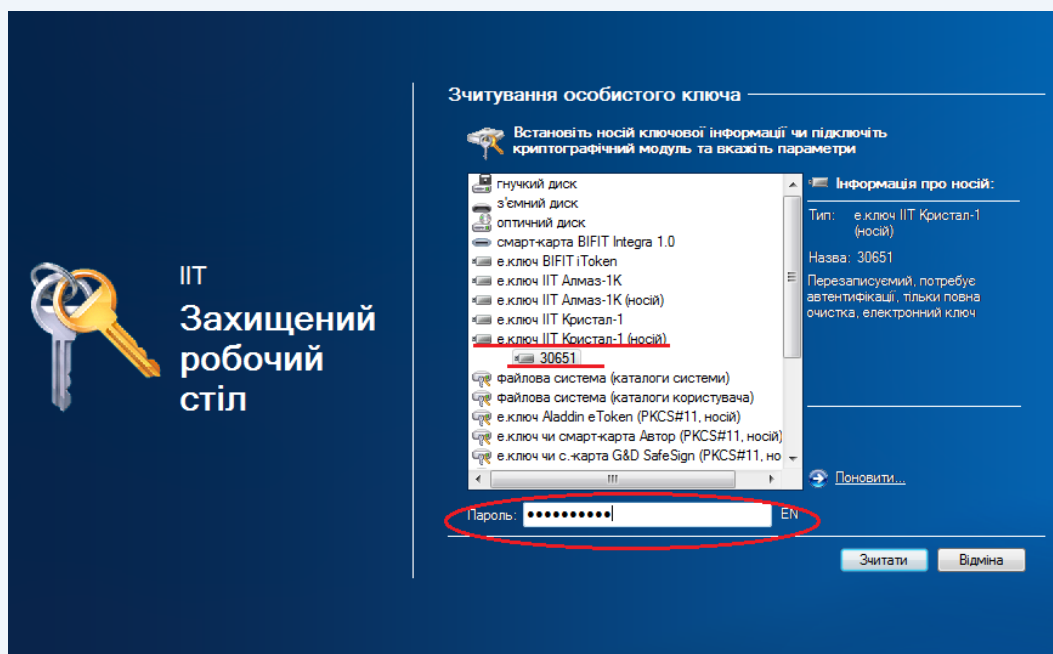 ІІТ
Захищений
робочий
стіл
Зчитування особистого ключа
Встановіть носій ключової інформації чи підключіть
криптографічний модуль та вкажіть параметри
гнучкий диск
з'ємний диск
оптичний диск
смарт-карта BIFIT Integra 1.0
е.ключ BIFIT iToken
е.ключ ІІТ Алмаз-1К
е.ключ ІІТ Алмаз-1К (носій)
е.ключ ІІТ Кристал-1
е.ключ ІІТ Кристал-1 (носій)
30651
файлова система (каталоги системи)
файлова система (каталоги користувача)
е.ключ Aladdin eToken (PKCS#11, носій)
е.ключ чи смарт-карта Автор (PKCS#11, носій)
е.ключ чи с.-карта G&D SafeSign (PKCS#11, но
Інформація про носій:
Тип: е.ключ ІІТ Кристал-1
(носій)
Назва: 30651
Перезаписуємий, потребує
автентифікації, тільки повна
очистка, електронний ключ
Поновити...
Пароль: ●●●●●●●●●● EN
Зчитати Відміна